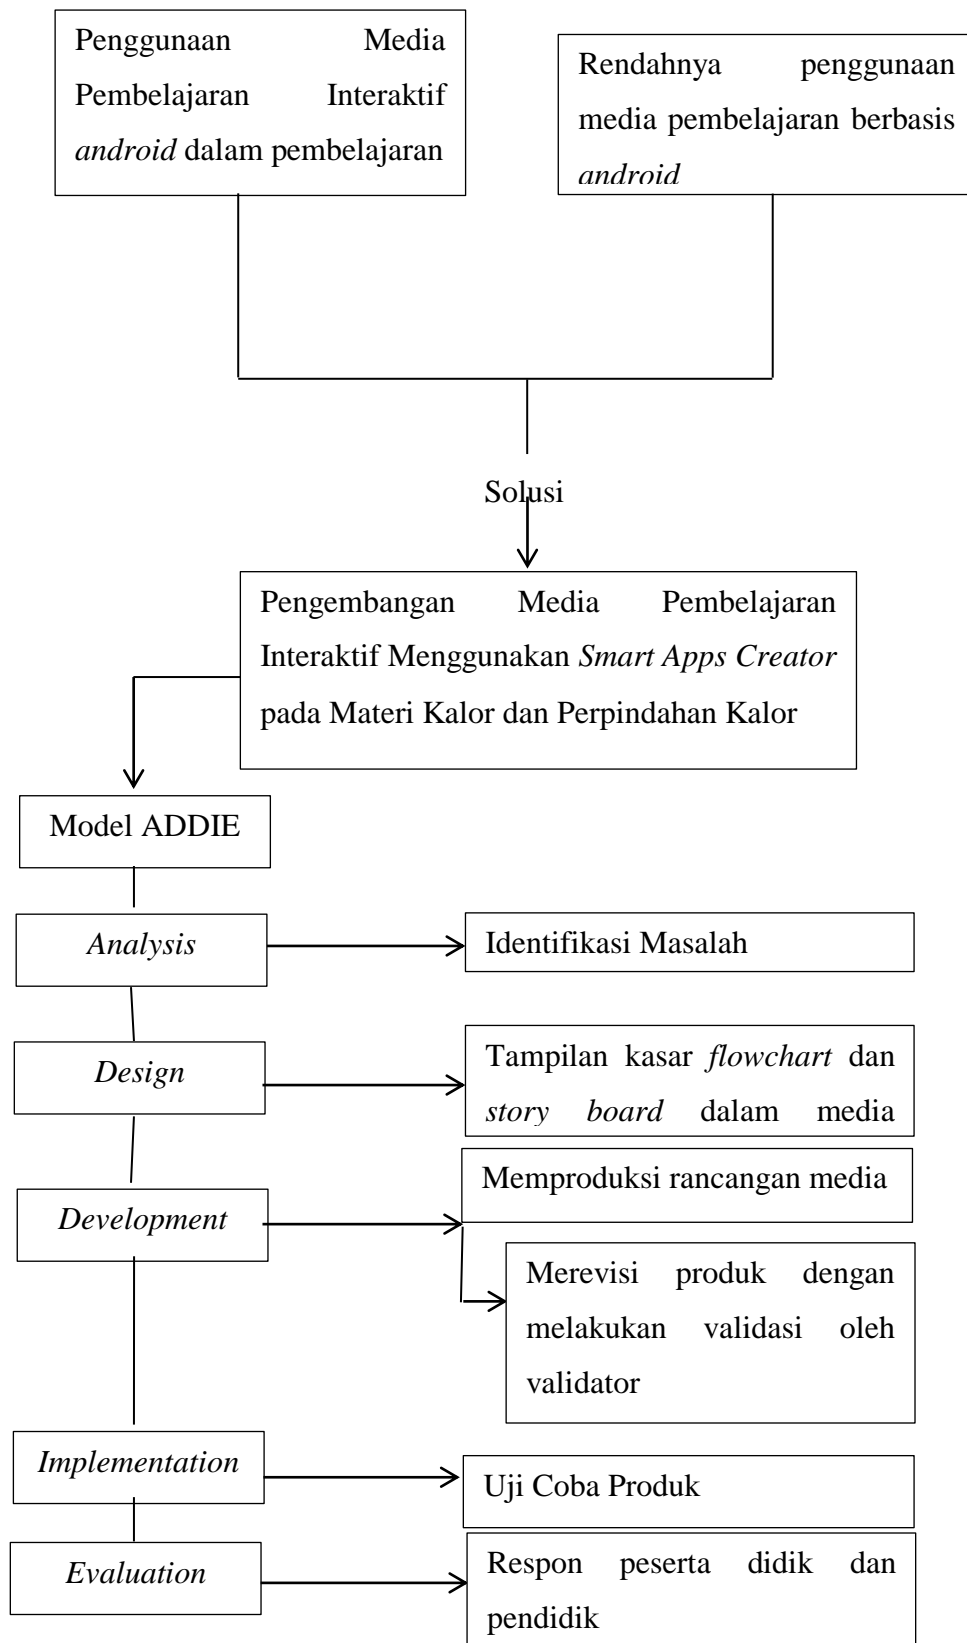 Penggunaan Media
Pembelajaran Interaktif
android dalam pembelajaran
Rendahnya penggunaan
media pembelajaran berbasis
android
Solusi
Pengembangan Media Pembelajaran
Interaktif Menggunakan Smart Apps Creator
pada Materi Kalor dan Perpindahan Kalor
Model ADDIE
Analysis
Identifikasi Masalah
Design
Tampilan kasar flowchart dan
story board dalam media
Development
Memproduksi rancangan media
Merevisi produk dengan
melakukan validasi oleh
validator
Implementation
Uji Coba Produk
Evaluation
Respon peserta didik dan
pendidik